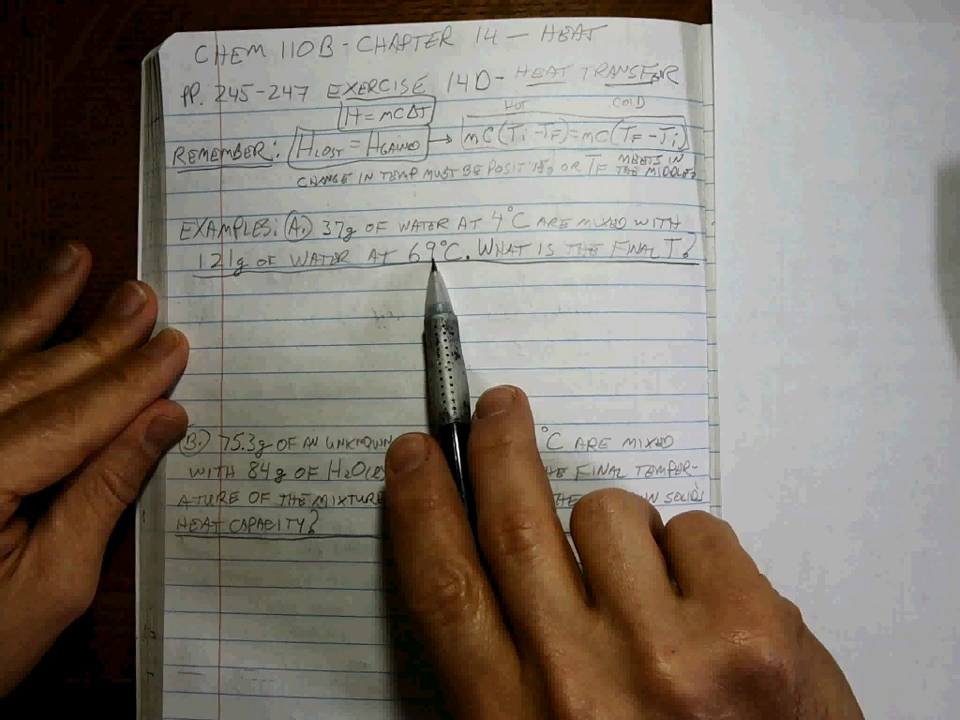 CHEM 110B - CHAPTER 14 - HEAT
PP. 245-247 EXERCISE 14D - HEAT TRANSFER
H = mCΔT HOT COLD
REMEMBER: HLOST = HGAINED → mC(Ti - TF) = mC(TF - Ti)
CHANGE IN TEMP MUST BE POSITIVE, OR TF MEETS IN THE MIDDLE
EXAMPLES: A. 37g OF WATER AT 4°C ARE MIXED WITH
121g OF WATER AT 69°C. WHAT IS THE FINAL T?
B. 75.3g OF AN UNKNOWN °C ARE MIXED
WITH 84g OF H2O FINAL TEMPER-
ATURE OF THE MIXTURE SOLID'S
HEAT CAPACITY?